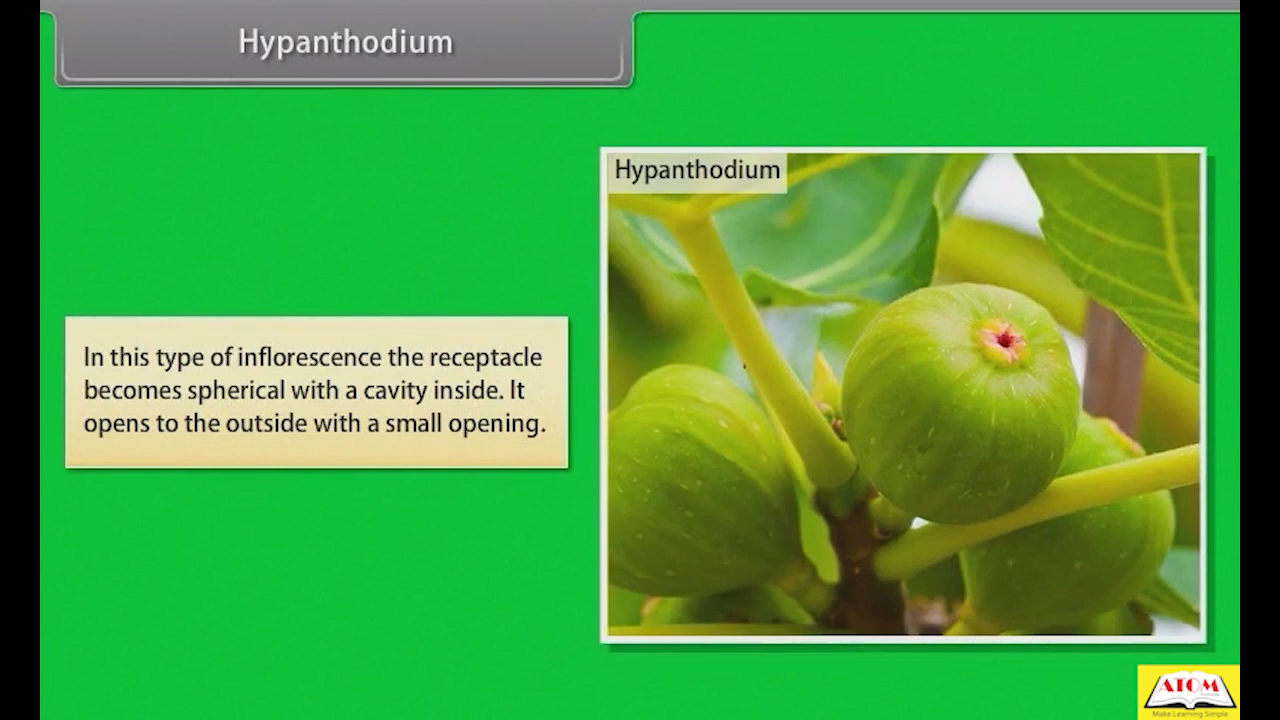 Hypanthodium
Hypanthodium
In this type of inflorescence the receptacle
becomes spherical with a cavity inside. It
opens to the outside with a small opening.
ATOM
Make Learning Simple